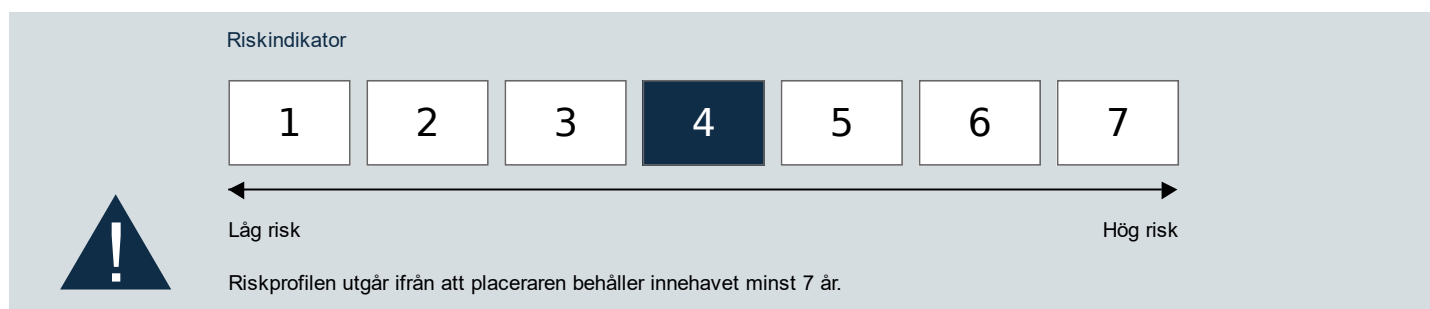 Riskindikator
1 2 3 4 5 6 7
Låg risk Hög risk
!
Riskprofilen utgår ifrån att placeraren behåller innehavet minst 7 år.